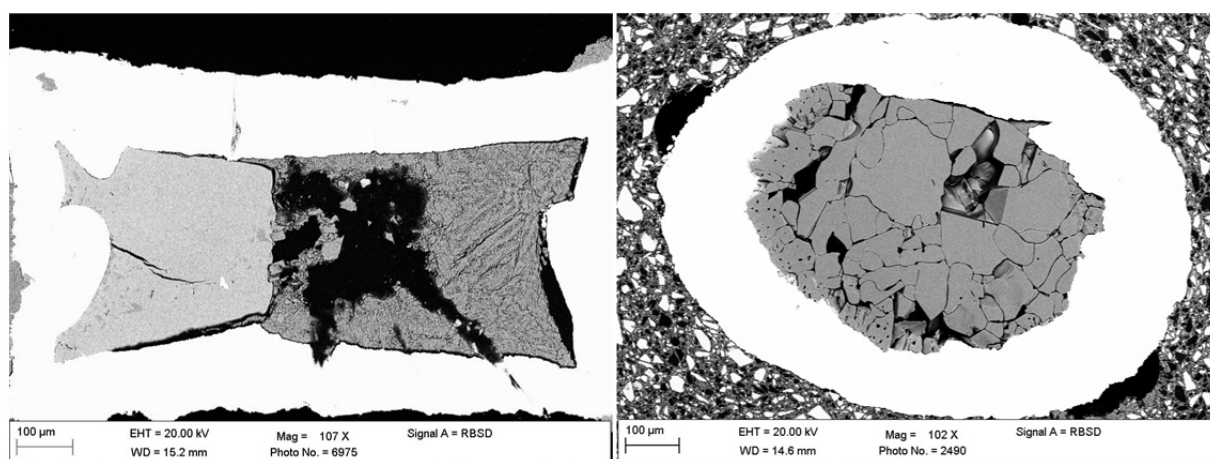 100 µm
EHT = 20.00 kV
WD = 15.2 mm
Mag = 107 X
Photo No. = 6975
Signal A = RBSD
100 µm
EHT = 20.00 kV
WD = 14.6 mm
Mag = 102 X
Photo No. = 2490
Signal A = RBSD